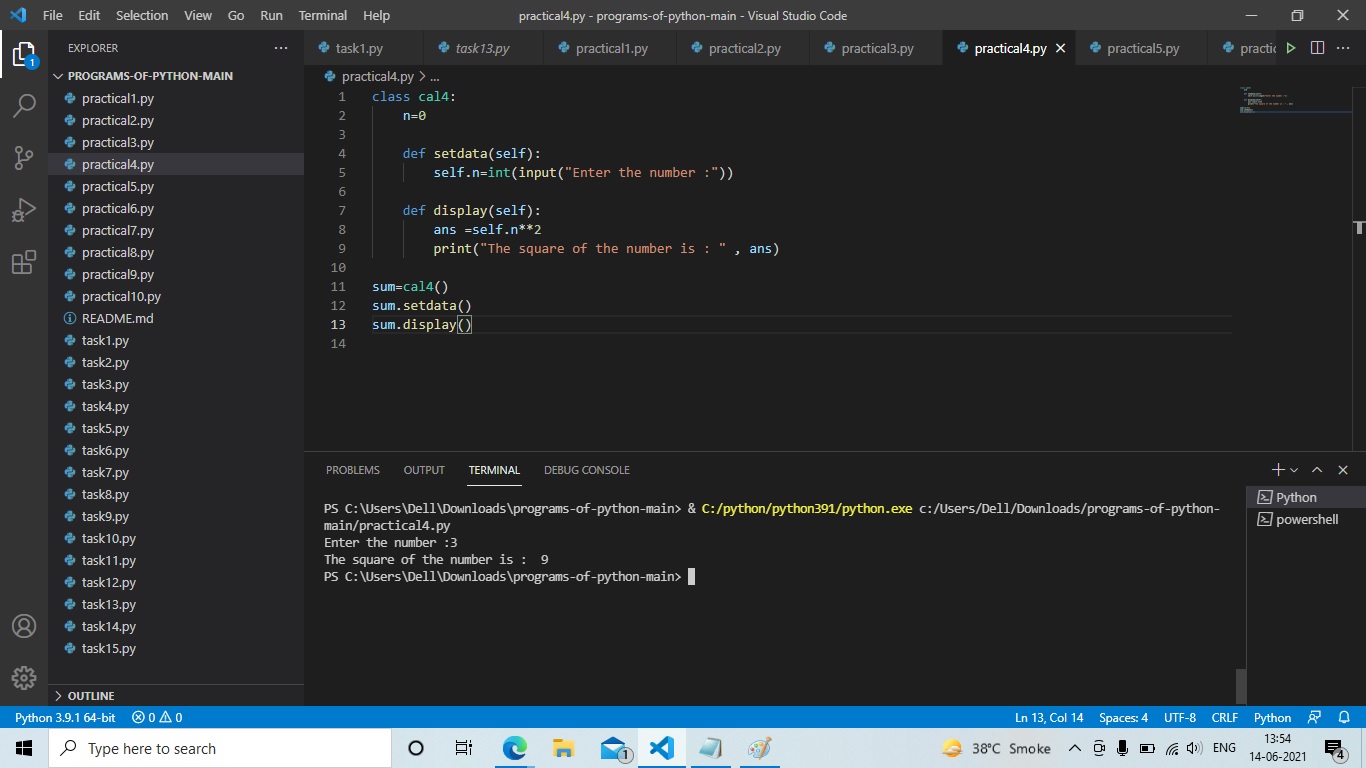 File Edit Selection View Go Run Terminal Help
practical4.py - programs-of-python-main - Visual Studio Code
EXPLORER
1
PROGRAMS-OF-PYTHON-MAIN
practical1.py
practical2.py
practical3.py
practical4.py
practical5.py
practical6.py
practical7.py
practical8.py
practical9.py
practical10.py
README.md
task1.py
task2.py
task3.py
task4.py
task5.py
task6.py
task7.py
task8.py
task9.py
task10.py
task11.py
task12.py
task13.py
task14.py
task15.py
OUTLINE
task1.py task13.py practical1.py practical2.py practical3.py practical4.py practical5.py practic
practical4.py > ...
1 class cal4:
2     n=0
3
4     def setdata(self):
5         self.n=int(input("Enter the number :"))
6
7     def display(self):
8         ans =self.n**2
9         print("The square of the number is : " , ans)
10
11 sum=cal4()
12 sum.setdata()
13 sum.display()
14
PROBLEMS OUTPUT TERMINAL DEBUG CONSOLE
PS C:\Users\Dell\Downloads\programs-of-python-main> & C:/python/python391/python.exe c:/Users/Dell/Downloads/programs-of-python-
main/practical4.py
Enter the number :3
The square of the number is :  9
PS C:\Users\Dell\Downloads\programs-of-python-main>
Python
powershell
Python 3.9.1 64-bit 0 0 Ln 13, Col 14 Spaces: 4 UTF-8 CRLF Python
Type here to search 1 38°C Smoke ENG 13:54
14-06-2021 4